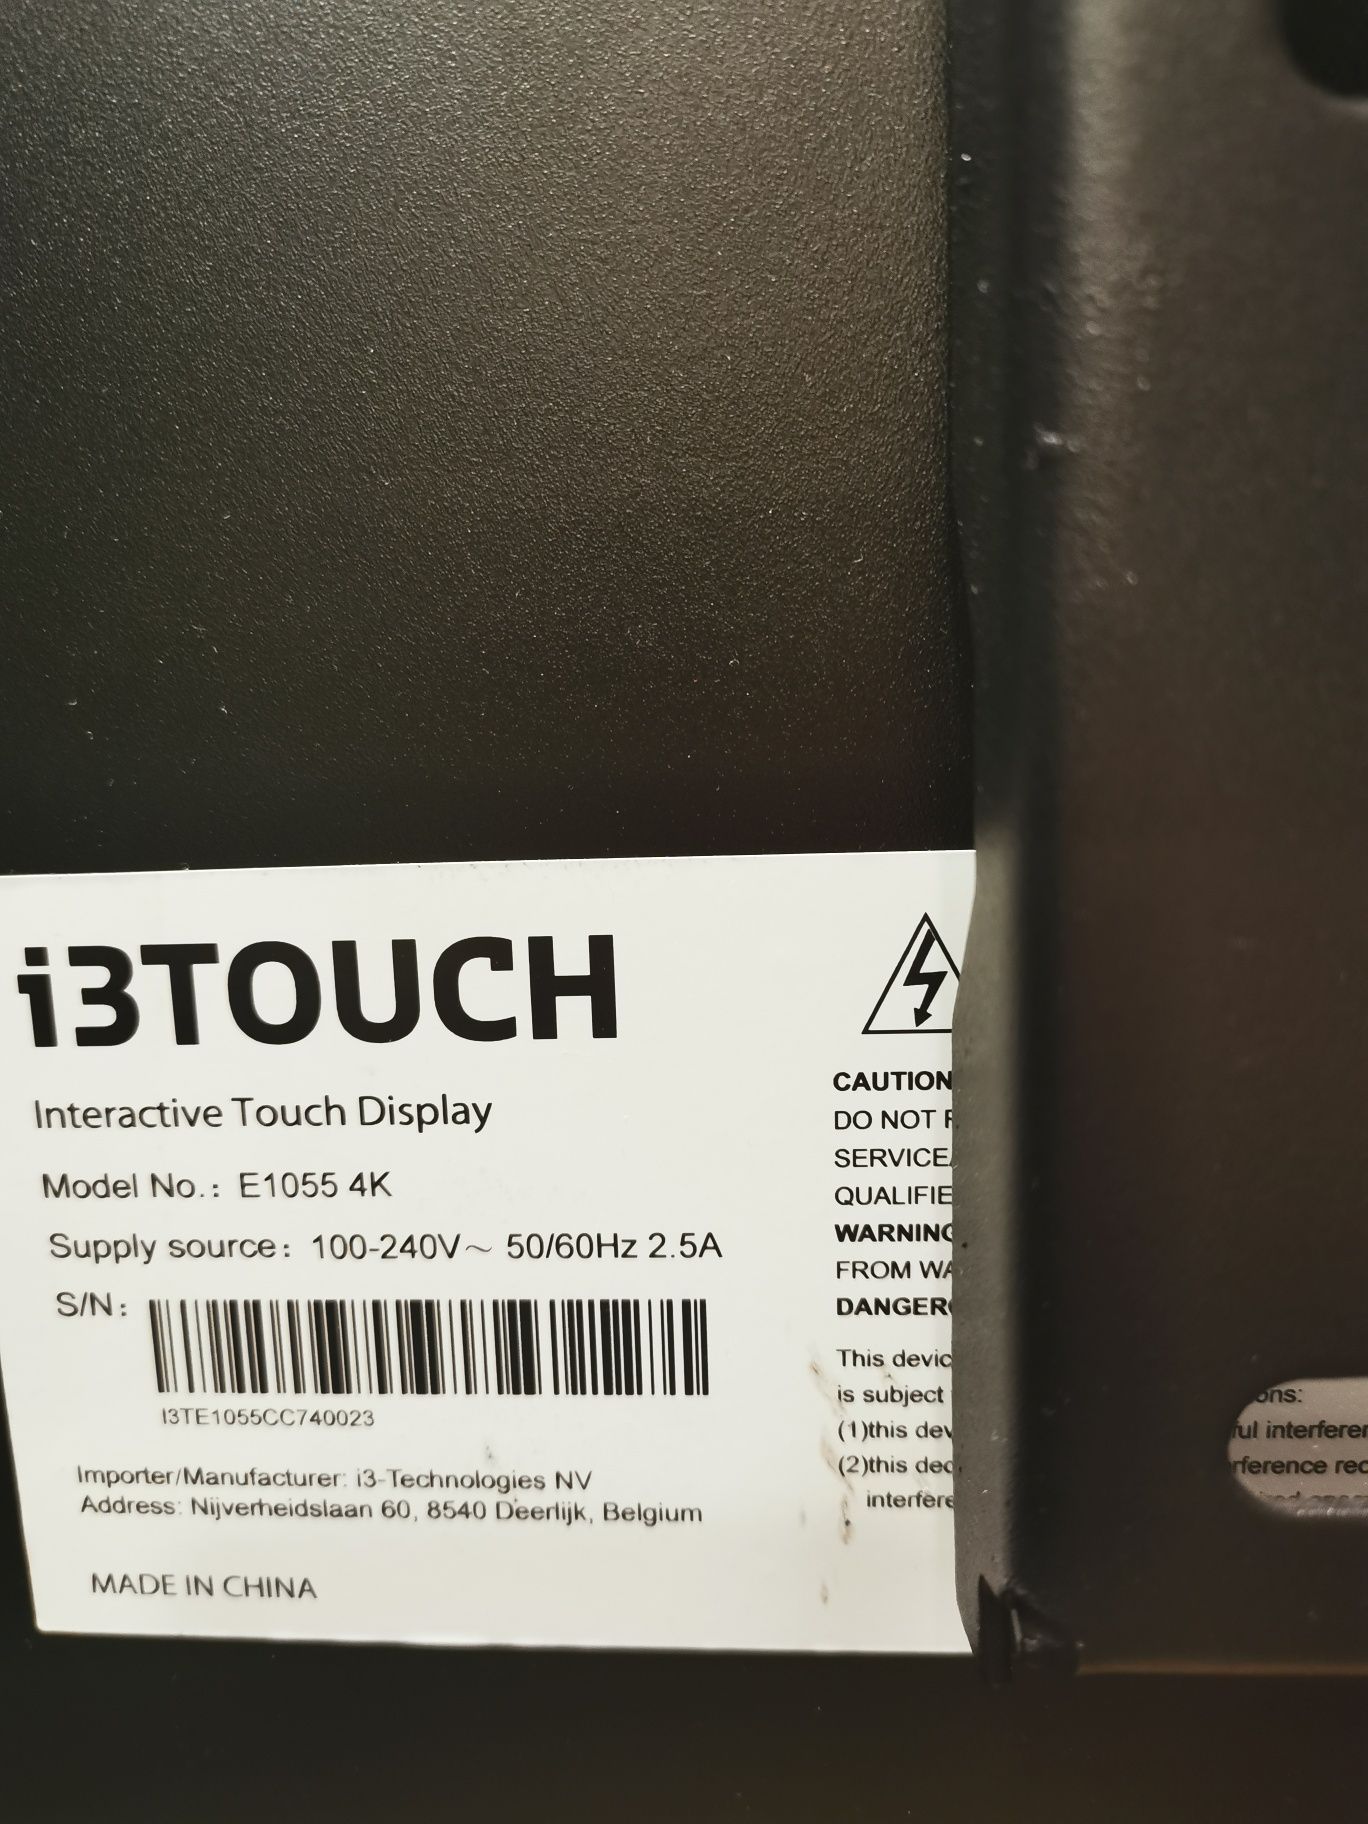 i3TOUCH
Interactive Touch Display
Model No.: E1055 4K
Supply source: 100-240V~ 50/60Hz 2.5A
S/N:
I3TE1055CC740023
Importer/Manufacturer: i3-Technologies NV
Address: Nijverheidslaan 60, 8540 Deerlijk, Belgium
MADE IN CHINA
CAUTION
DO NOT
SERVICE
QUALIFIE
WARNING
FROM WA
DANGER
This devic
is subject
(1)this dev
(2)this dec
interfere
ons:
ful interferen
rference rec